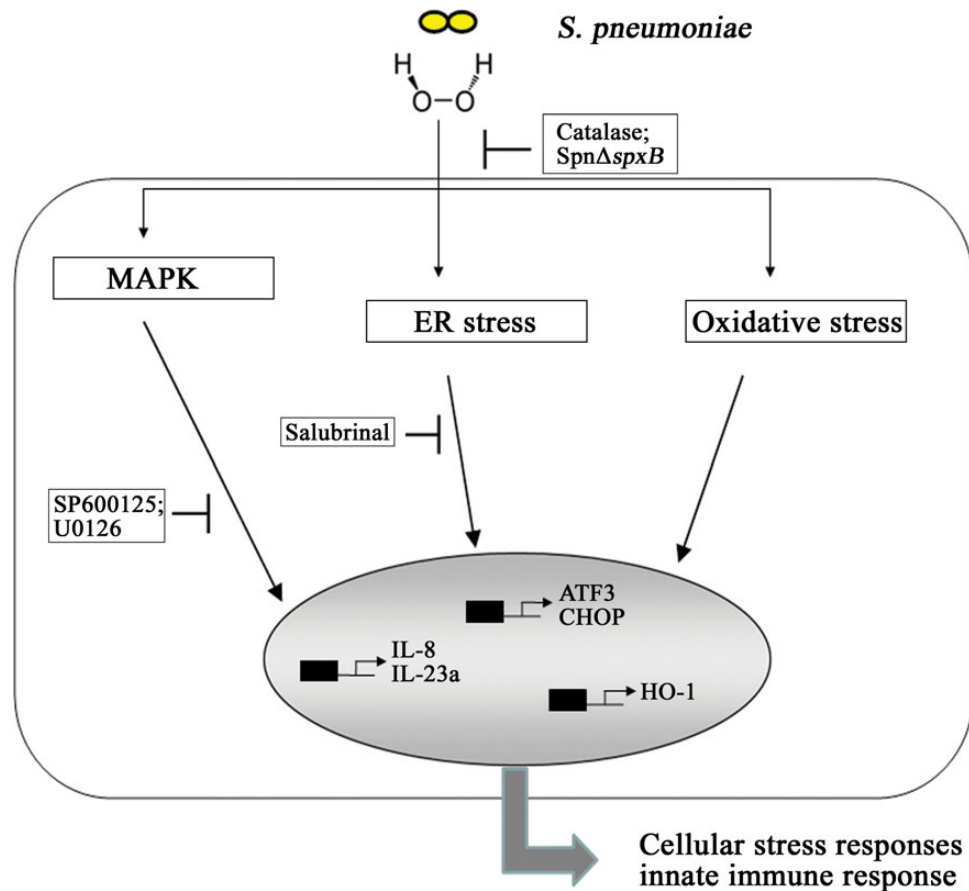 S. pneumoniae
H H
O–O
Catalase;
SpnΔspxB
MAPK
ER stress
Oxidative stress
Salubrinal
SP600125;
U0126
ATF3
CHOP
IL-8
IL-23a
HO-1
Cellular stress responses
innate immune response